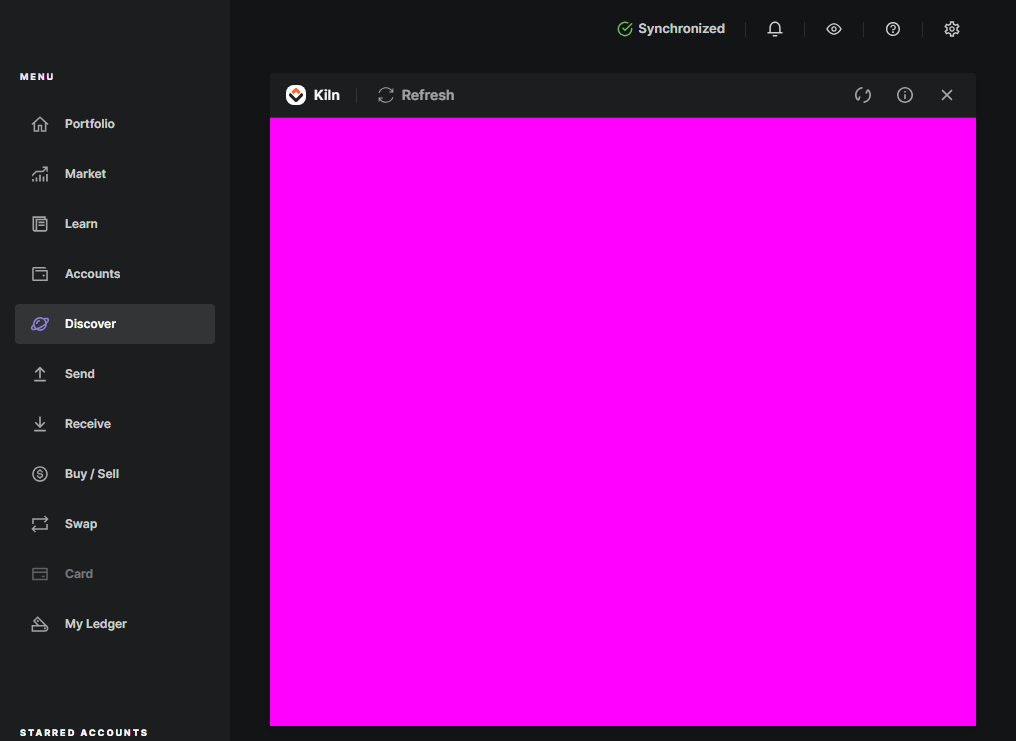 Synchronized
MENU
Kiln
Refresh
Portfolio
Market
Learn
Accounts
Discover
Send
Receive
Buy / Sell
Swap
Card
My Ledger
STARRED ACCOUNTS